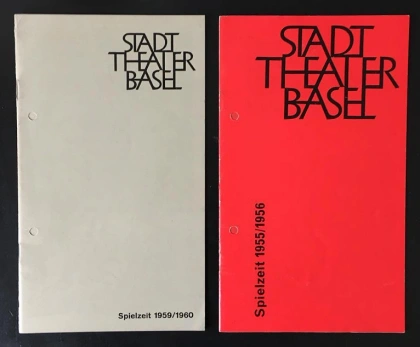 STADT
THEATER
BASEL
Spielzeit 1959/1960
STADT
THEATER
BASEL
Spielzeit 1955/1956